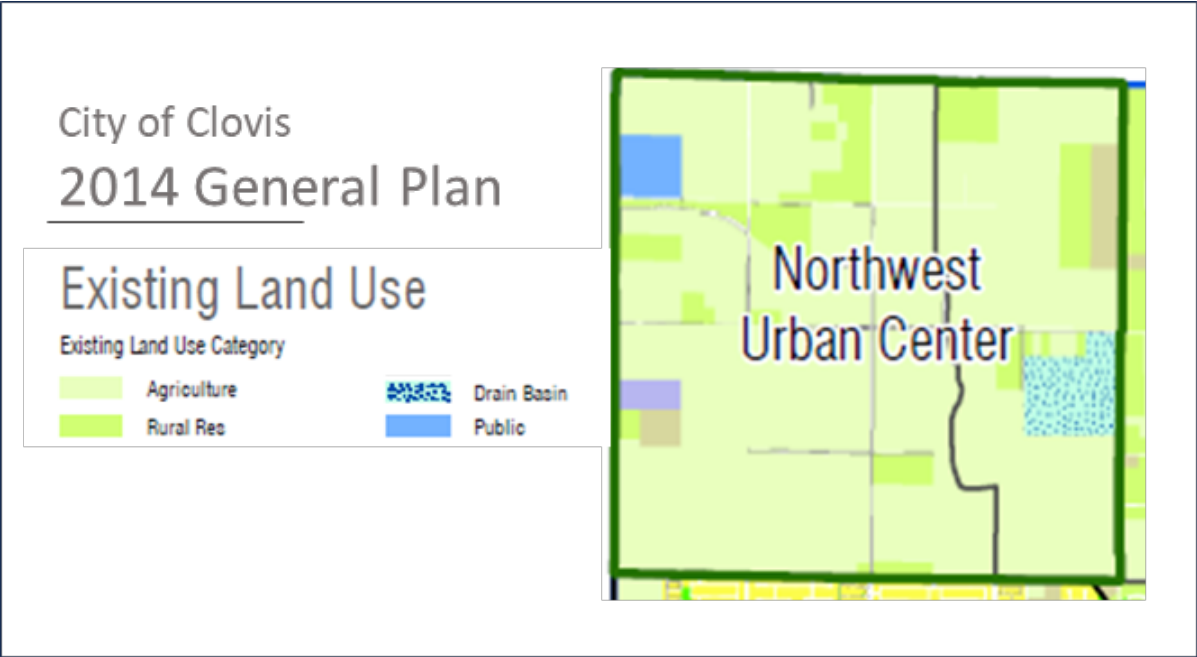 City of Clovis
2014 General Plan
Existing Land Use
Existing Land Use Category
Agriculture
Drain Basin
Rural Res
Public
Northwest
Urban Center